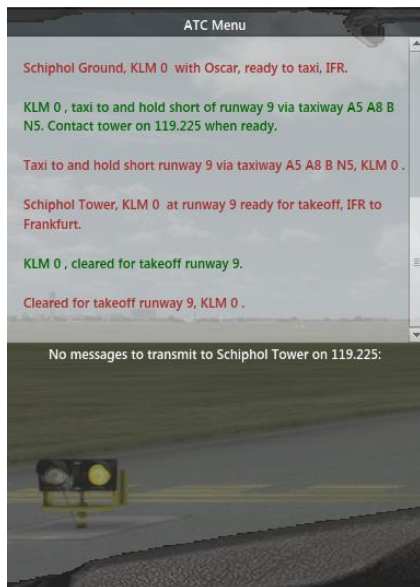 ATC Menu
Schiphol Ground, KLM 0  with Oscar, ready to taxi, IFR.
KLM 0 , taxi to and hold short of runway 9 via taxiway A5 A8 B
N5. Contact tower on 119.225 when ready.
Taxi to and hold short runway 9 via taxiway A5 A8 B N5, KLM 0 .
Schiphol Tower, KLM 0  at runway 9 ready for takeoff, IFR to
Frankfurt.
KLM 0 , cleared for takeoff runway 9.
Cleared for takeoff runway 9, KLM 0 .
No messages to transmit to Schiphol Tower on 119.225: